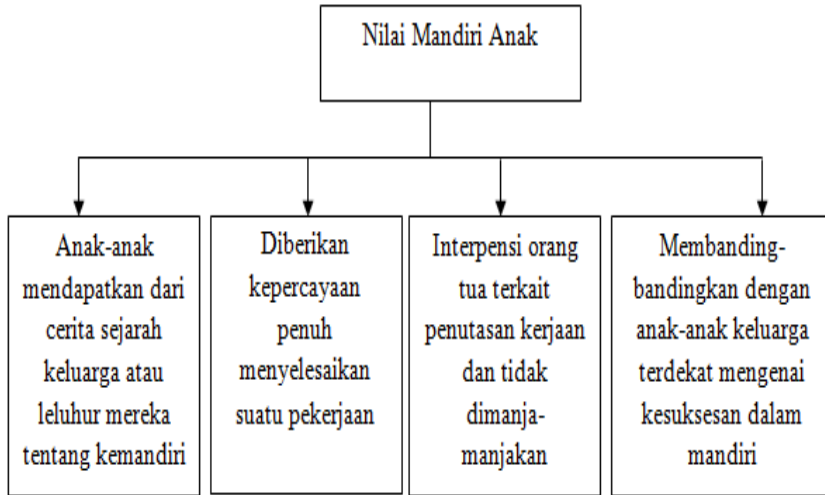 Nilai Mandiri Anak
Anak-anak
mendapatkan dari
cerita sejarah
keluarga atau
leluhur mereka
tentang kemandiri
Diberikan
kepercayaan
penuh
menyelesaikan
suatu pekerjaan
Interpensi orang
tua terkait
penutasan kerjaan
dan tidak
dimanja-
manjakan
Membanding-
bandingkan dengan
anak-anak keluarga
terdekat mengenai
kesuksesan dalam
mandiri